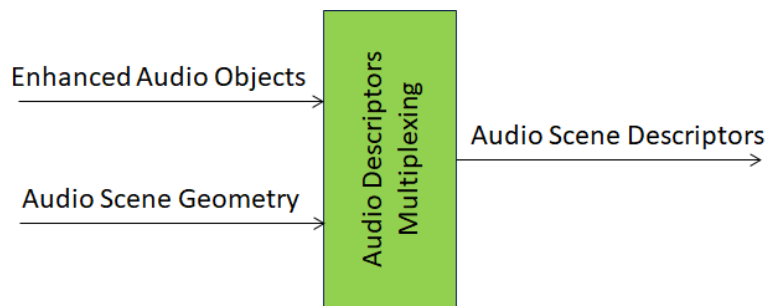 Enhanced Audio Objects
Audio Scene Geometry
Audio Descriptors
Multiplexing
Audio Scene Descriptors